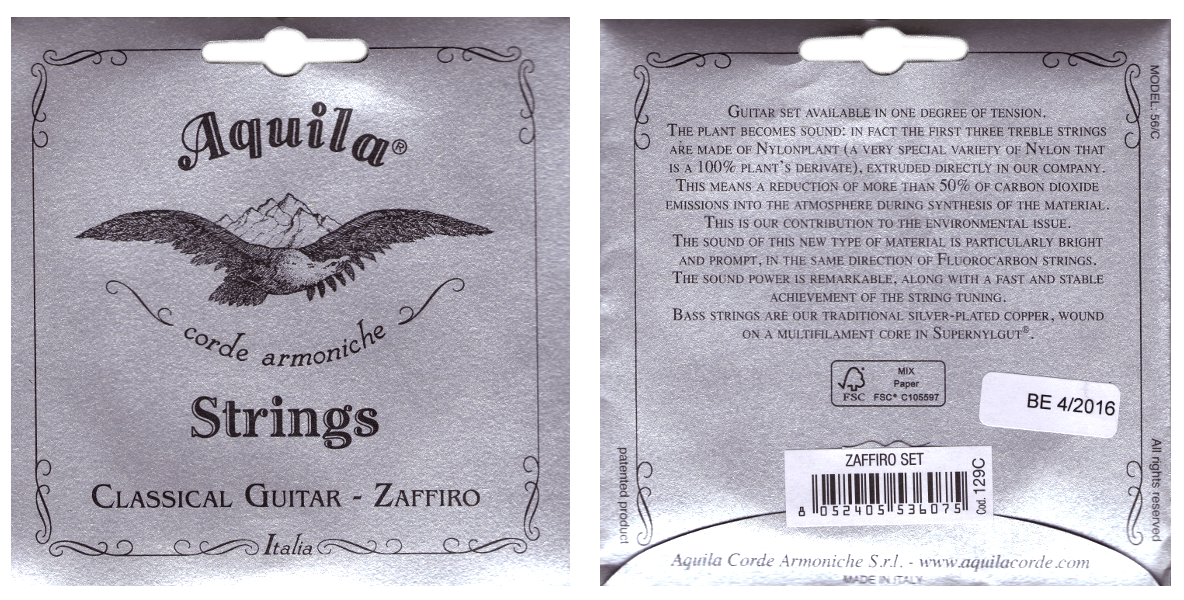 Aquila®
corde armoniche
Strings
CLASSICAL GUITAR - ZAFFIRO
Italia
MODEL. 56/C
GUITAR SET AVAILABLE IN ONE DEGREE OF TENSION.
THE PLANT BECOMES SOUND: IN FACT THE FIRST THREE TREBLE STRINGS
ARE MADE OF NYLONPLANT (A VERY SPECIAL VARIETY OF NYLON THAT
IS A 100% PLANT'S DERIVATE), EXTRUDED DIRECTLY IN OUR COMPANY.
THIS MEANS A REDUCTION OF MORE THAN 50% OF CARBON DIOXIDE
EMISSIONS INTO THE ATMOSPHERE DURING SYNTHESIS OF THE MATERIAL.
THIS IS OUR CONTRIBUTION TO THE ENVIRONMENTAL ISSUE.
THE SOUND OF THIS NEW TYPE OF MATERIAL IS PARTICULARLY BRIGHT
AND PROMPT, IN THE SAME DIRECTION OF FLUOROCARBON STRINGS.
THE SOUND POWER IS REMARKABLE, ALONG WITH A FAST AND STABLE
ACHIEVEMENT OF THE STRING TUNING.
BASS STRINGS ARE OUR TRADITIONAL SILVER-PLATED COPPER, WOUND
ON A MULTIFILAMENT CORE IN SUPERNYLGUT®.
MIX
Paper
FSC FSC® C105597
BE 4/2016
ZAFFIRO SET
8 052405 536075
Cod. 129C
patented product
All rights reserved
Aquila Corde Armoniche S.r.l. - www.aquilacorde.com
MADE IN ITALY